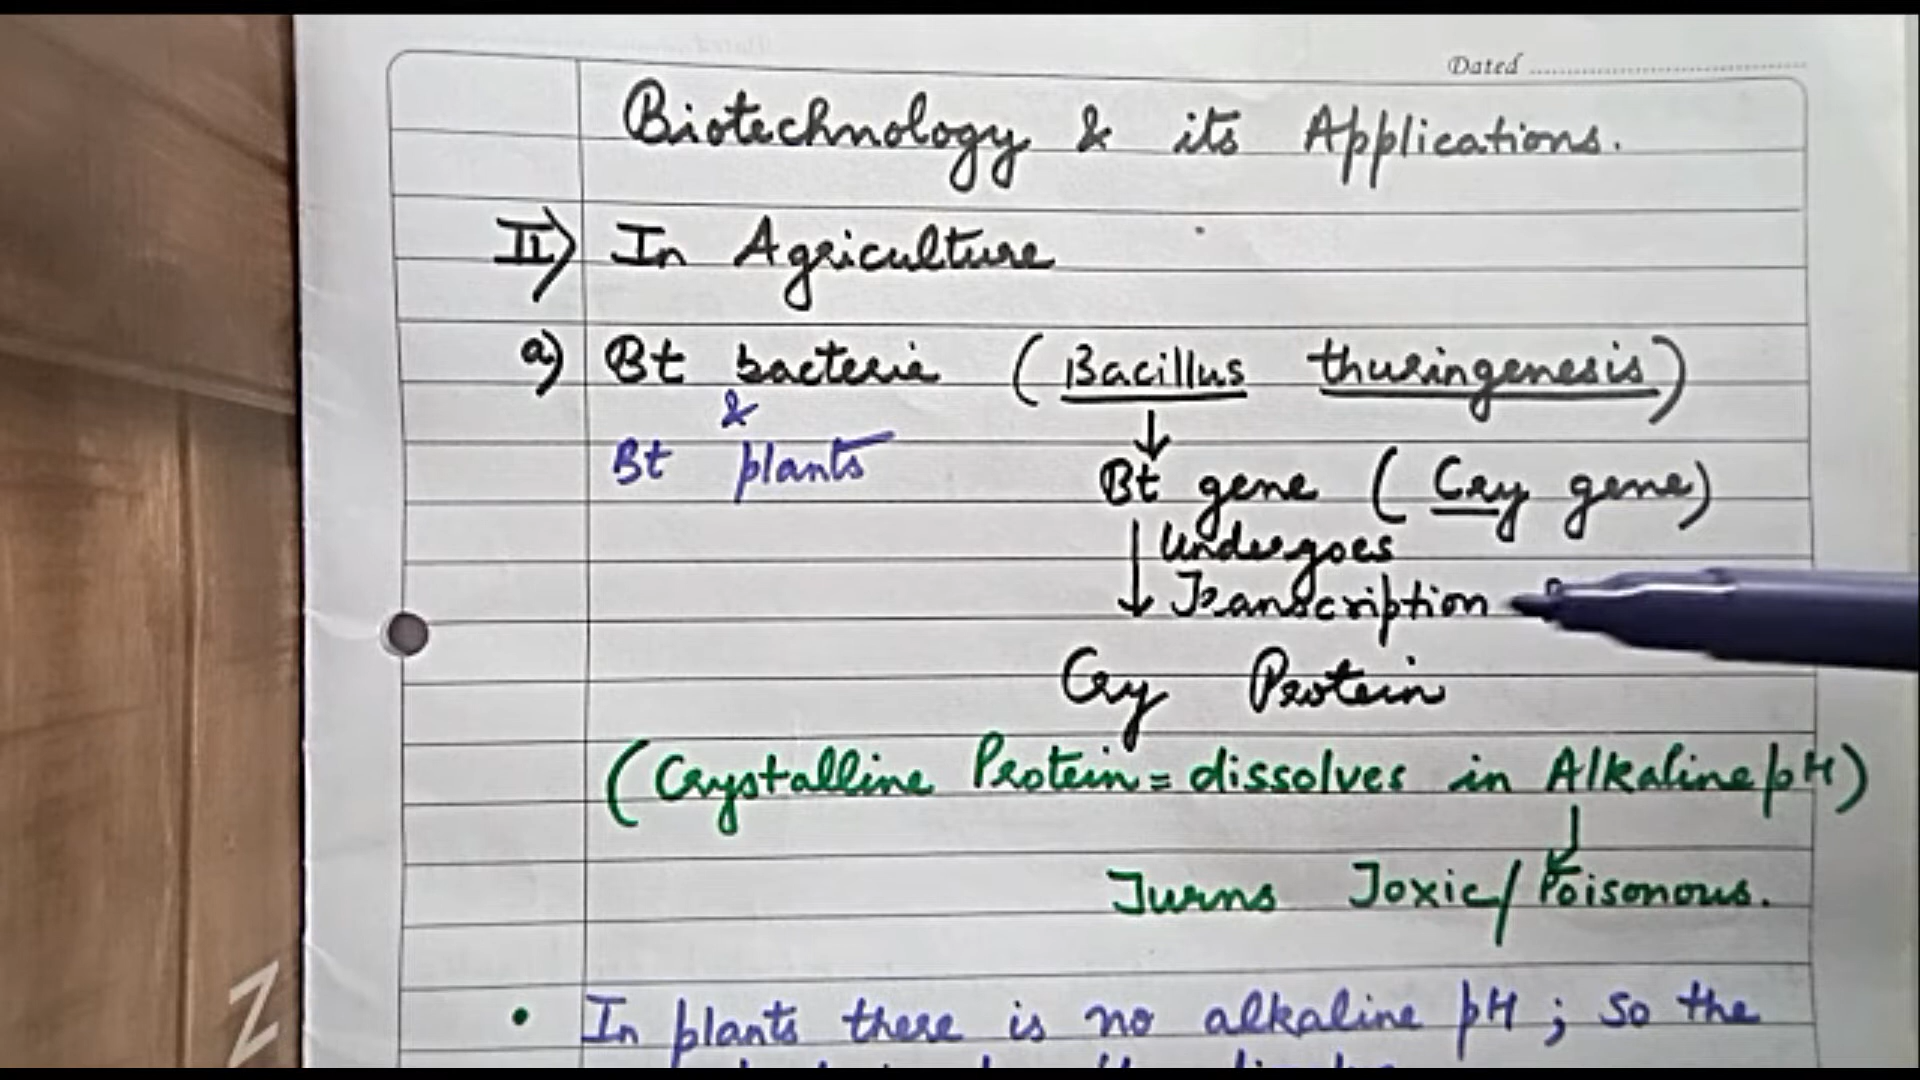 Dated
Biotechnology & its Applications.
II) In Agriculture
a) Bt bacteria (Bacillus thuringenesis)
&
Bt plants
↓
Bt gene (Cry gene)
↓ Undergoes
Transcription
Cry Protein
(Crystalline Protein = dissolves in Alkaline pH)
↓
Turns Toxic/Poisonous.
• In plants there is no alkaline pH ; so the
Z